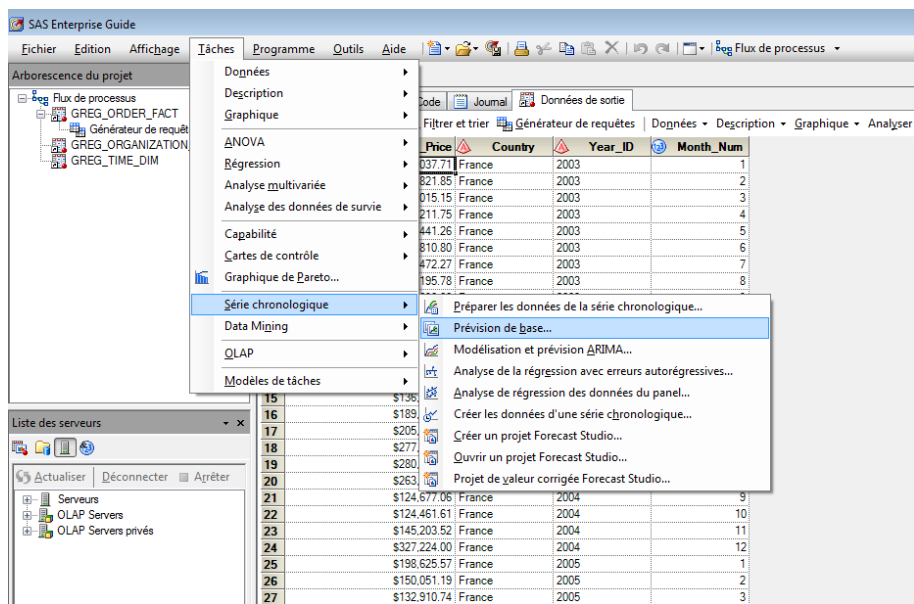 SAS Enterprise Guide
Fichier Edition Affichage Tâches Programme Outils Aide Flux de processus
Arborescence du projet
Flux de processus
GREG_ORDER_FACT
Générateur de requêt
GREG_ORGANIZATION_
GREG_TIME_DIM
Données
Description
Graphique
ANOVA
Régression
Analyse multivariée
Analyse des données de survie
Capabilité
Cartes de contrôle
Graphique de Pareto...
Série chronologique
Data Mining
OLAP
Modèles de tâches
Code Journal Données de sortie
Filtrer et trier Générateur de requêtes Données Description Graphique Analyser
_Price Country Year_ID Month_Num
037.71 France 2003 1
821.85 France 2003 2
015.15 France 2003 3
211.75 France 2003 4
441.26 France 2003 5
810.80 France 2003 6
472.27 France 2003 7
195.78 France 2003 8
Préparer les données de la série chronologique...
Prévision de base...
Modélisation et prévision ARIMA...
Analyse de la régression avec erreurs autorégressives...
Analyse de régression des données du panel...
Créer les données d'une série chronologique...
Créer un projet Forecast Studio...
Ouvrir un projet Forecast Studio...
Projet de valeur corrigée Forecast Studio...
15 $136,
16 $189,
17 $205,
18 $277,
19 $280,
20 $263,
21 $124,677.06 France 2004 9
22 $124,461.61 France 2004 10
23 $145,203.52 France 2004 11
24 $327,224.00 France 2004 12
25 $198,625.57 France 2005 1
26 $150,051.19 France 2005 2
27 $132,910.74 France 2005 3
Liste des serveurs
Actualiser Déconnecter Arrêter
Serveurs
OLAP Servers
OLAP Servers privés